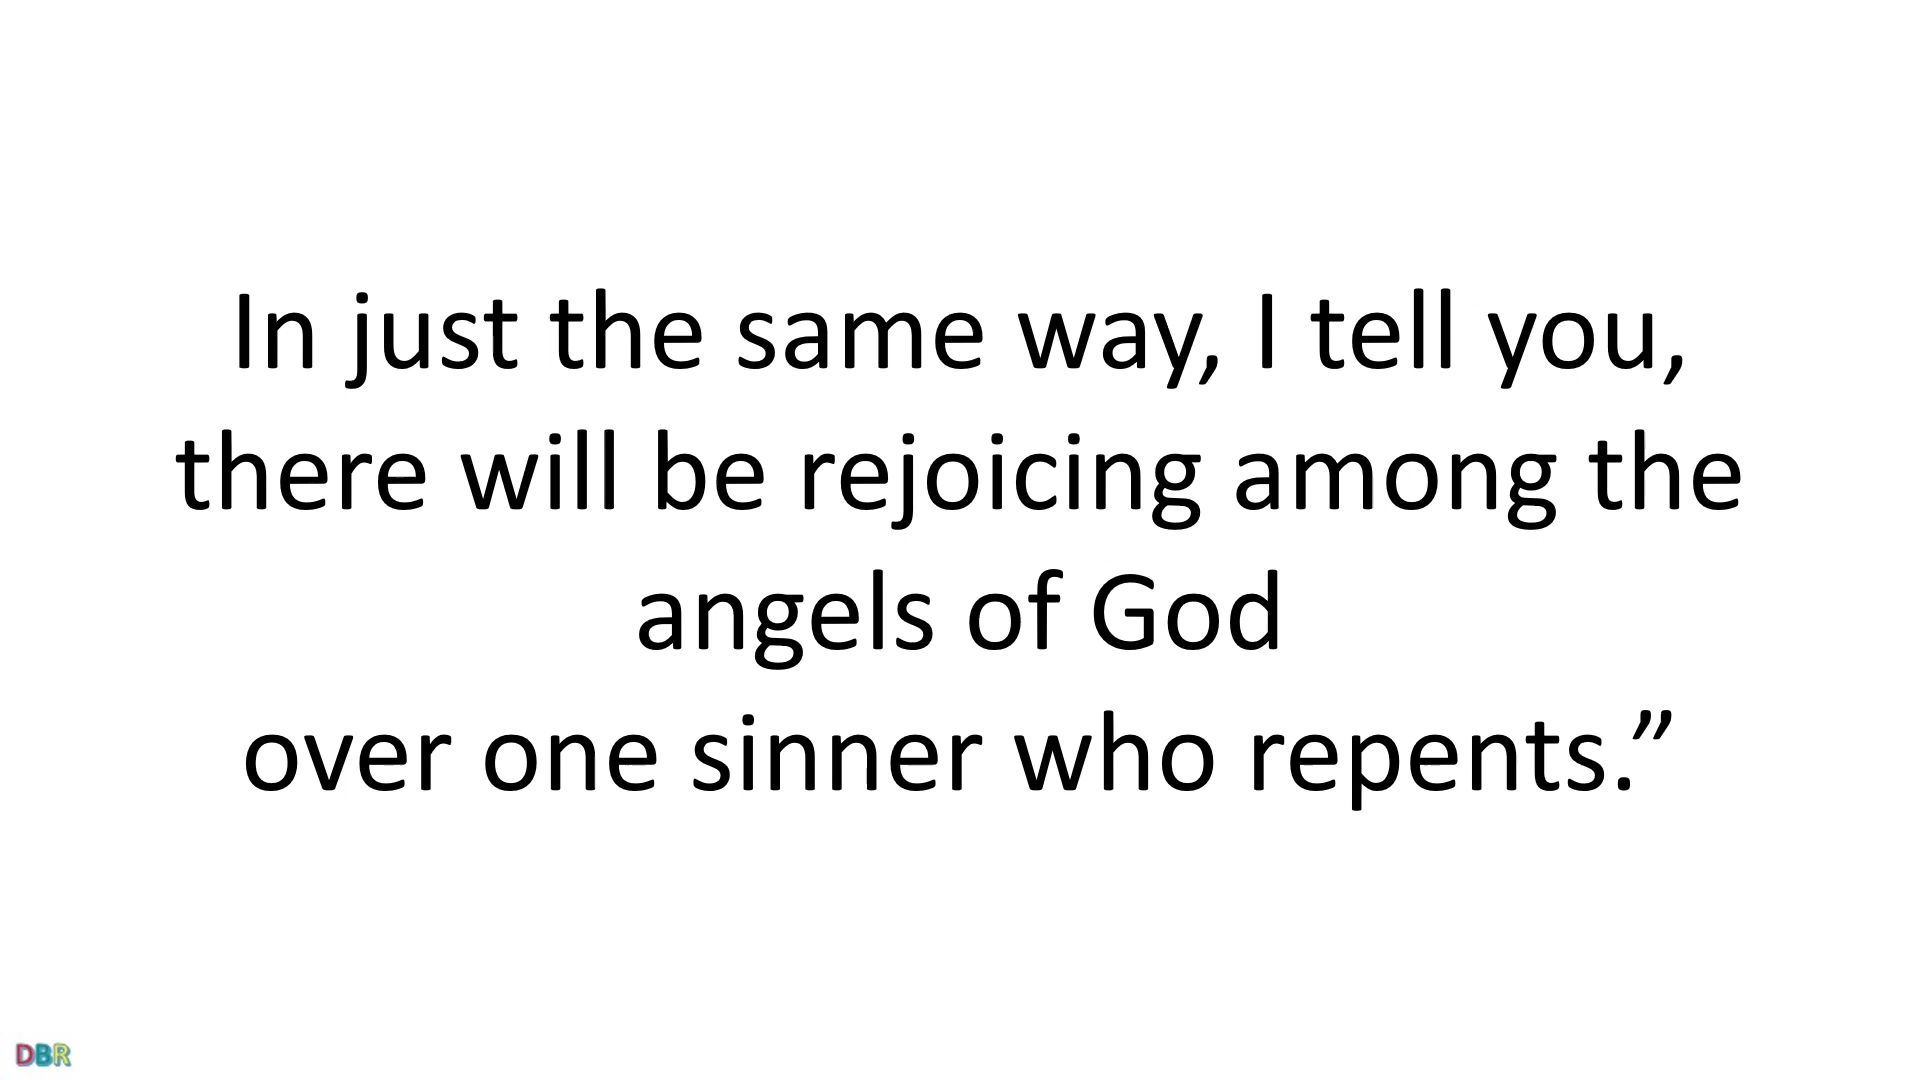 In just the same way, I tell you,
there will be rejoicing among the
angels of God
over one sinner who repents.”
DBR